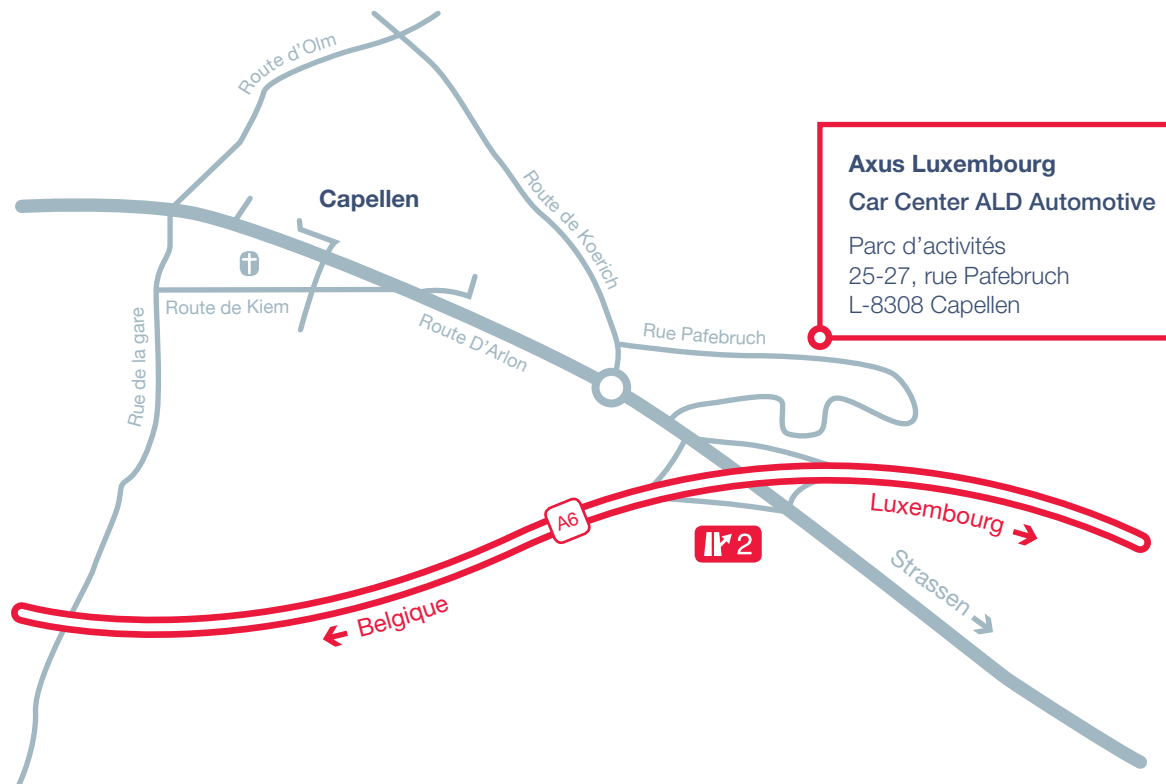 Route d'Olm
Capellen
Route de Koerich
Axus Luxembourg
Car Center ALD Automotive
Parc d'activités
25-27, rue Pafebruch
L-8308 Capellen
Route de Kiem
Rue de la gare
Route D'Arlon
Rue Pafebruch
A6
Luxembourg
2
Strassen
Belgique